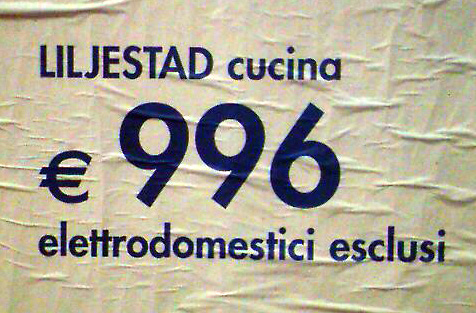 LILJESTAD cucina
€ 996
elettrodomestici esclusi